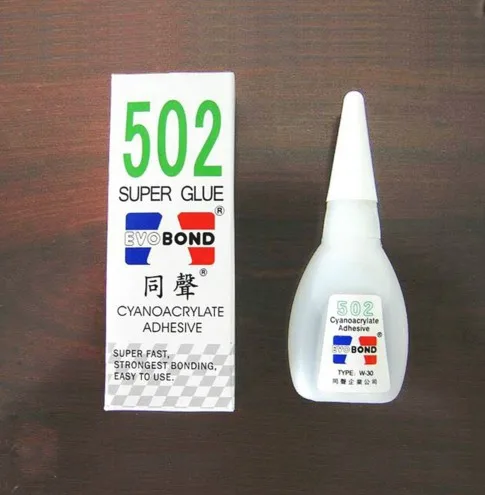 502
SUPER GLUE
®
EVOBOND
同聲®
CYANOACRYLATE
ADHESIVE
SUPER FAST,
STRONGEST BONDING,
EASY TO USE.
502
Cyanoacrylate
Adhesive
EVOBOND
TYPE: W-30
同聲企業公司